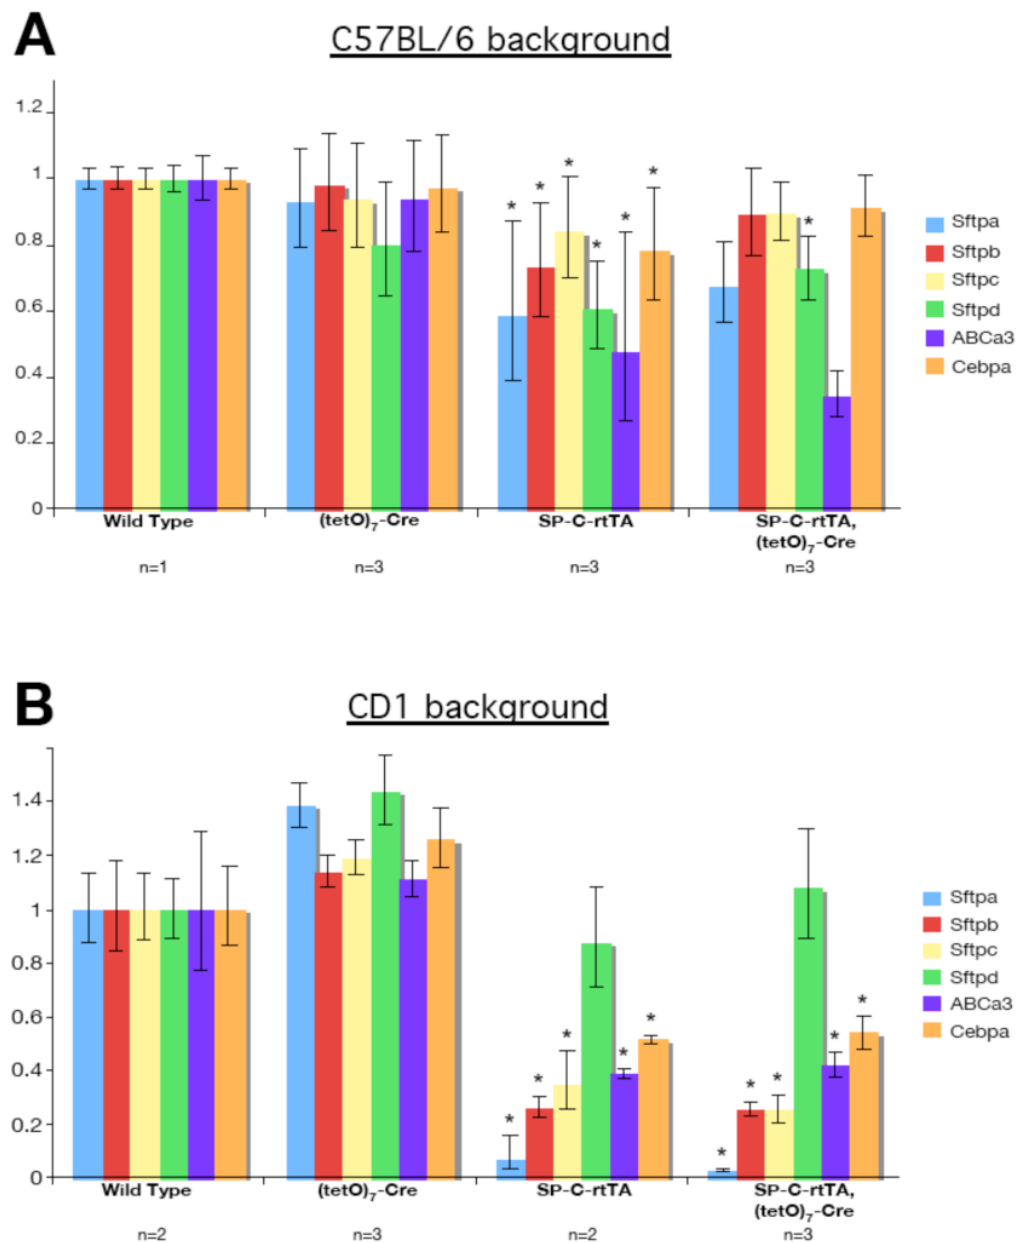 A
C57BL/6 background
1.2
1
0.8
0.6
0.4
0.2
0
* * * * * *
*
Sftpa
Sftpb
Sftpc
Sftpd
ABCa3
Cebpa
Wild Type
(tetO)7-Cre
SP-C-rtTA
SP-C-rtTA,
(tetO)7-Cre
n=1
n=3
n=3
n=3
B
CD1 background
1.4
1.2
1
0.8
0.6
0.4
0.2
0
* * * * *
* * * * *
Sftpa
Sftpb
Sftpc
Sftpd
ABCa3
Cebpa
Wild Type
(tetO)7-Cre
SP-C-rtTA
SP-C-rtTA,
(tetO)7-Cre
n=2
n=3
n=2
n=3